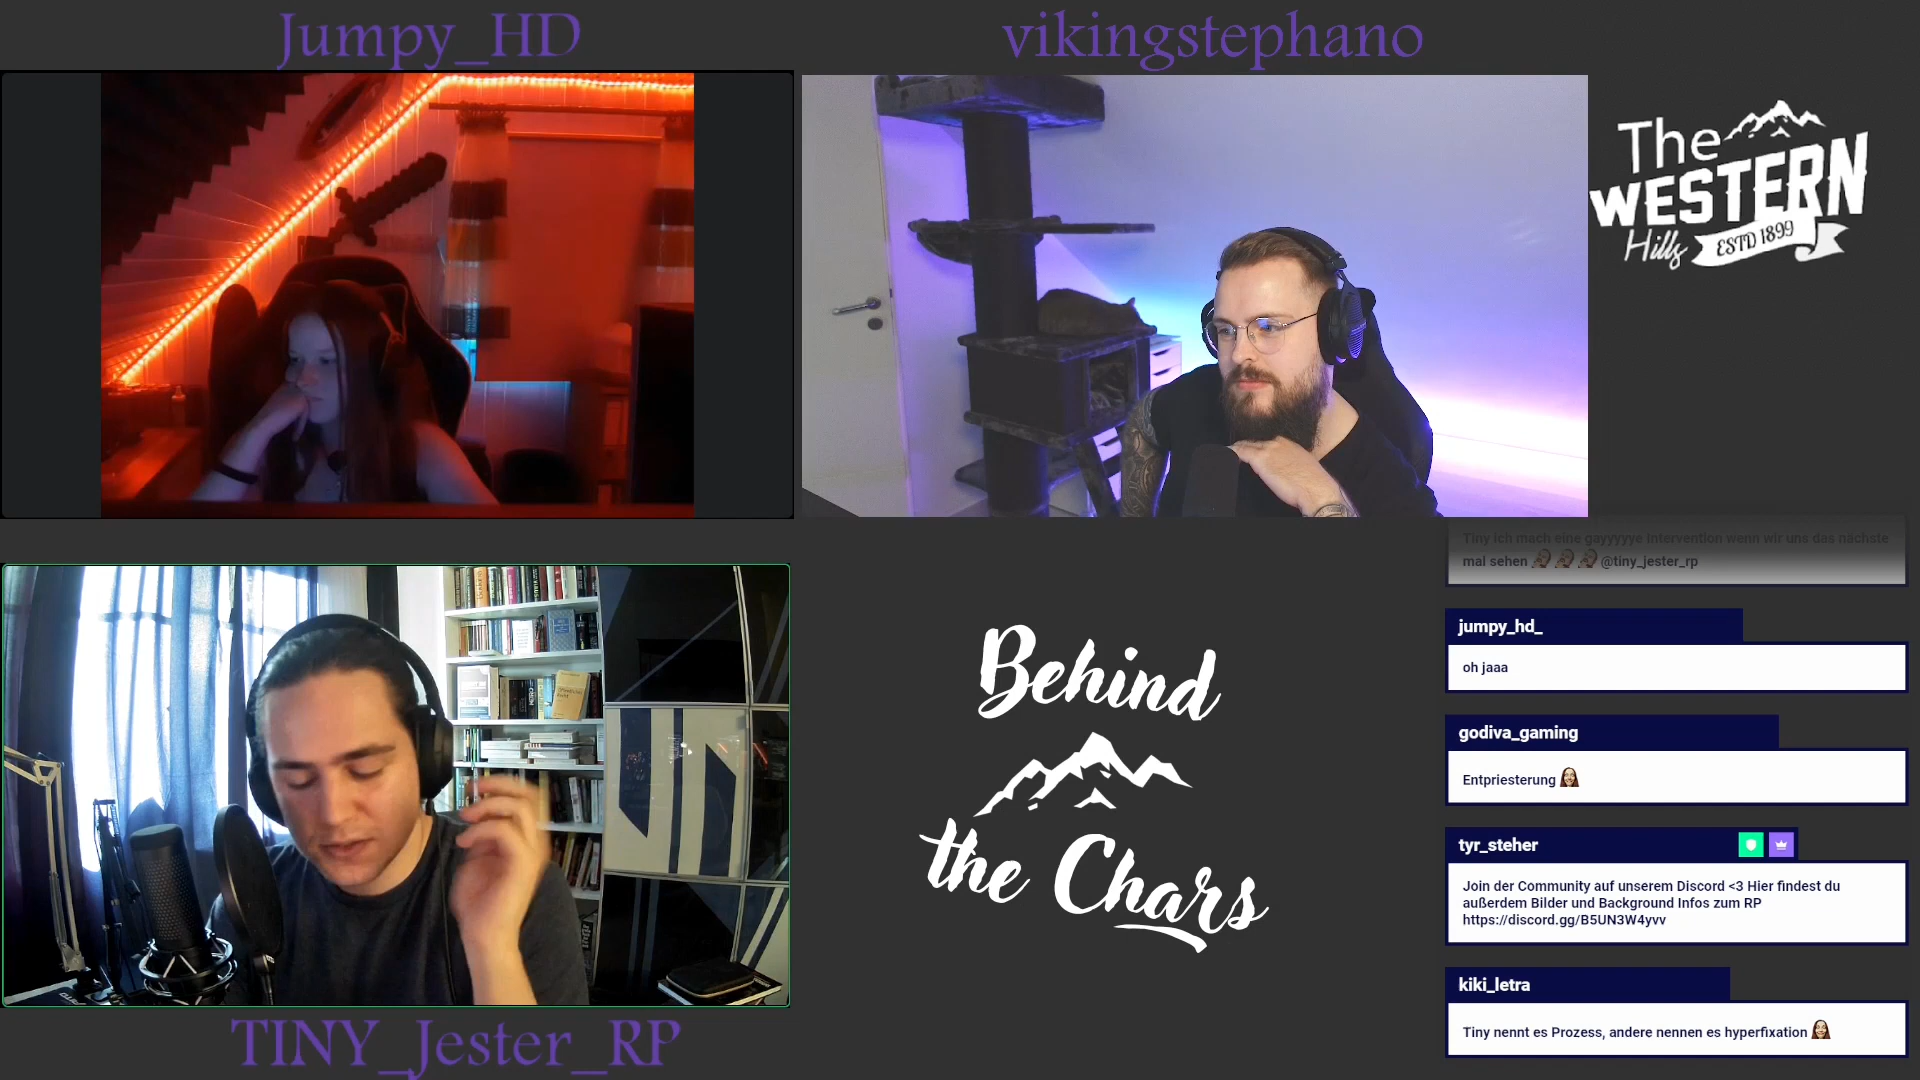 Jumpy_HD
vikingstephano
The
WESTERN
Hills
ESTD 1899
Tiny ich mach eine gayyyyye Intervention wenn wir uns das nächste
mal sehen @tiny_jester_rp
jumpy_hd_
oh jaaa
godiva_gaming
Entpriesterung
tyr_steher
Join der Community auf unserem Discord <3 Hier findest du
außerdem Bilder und Background Infos zum RP
https://discord.gg/B5UN3W4yvv
kiki_letra
Tiny nennt es Prozess, andere nennen es hyperfixation
Behind
the Chars
TINY_Jester_RP